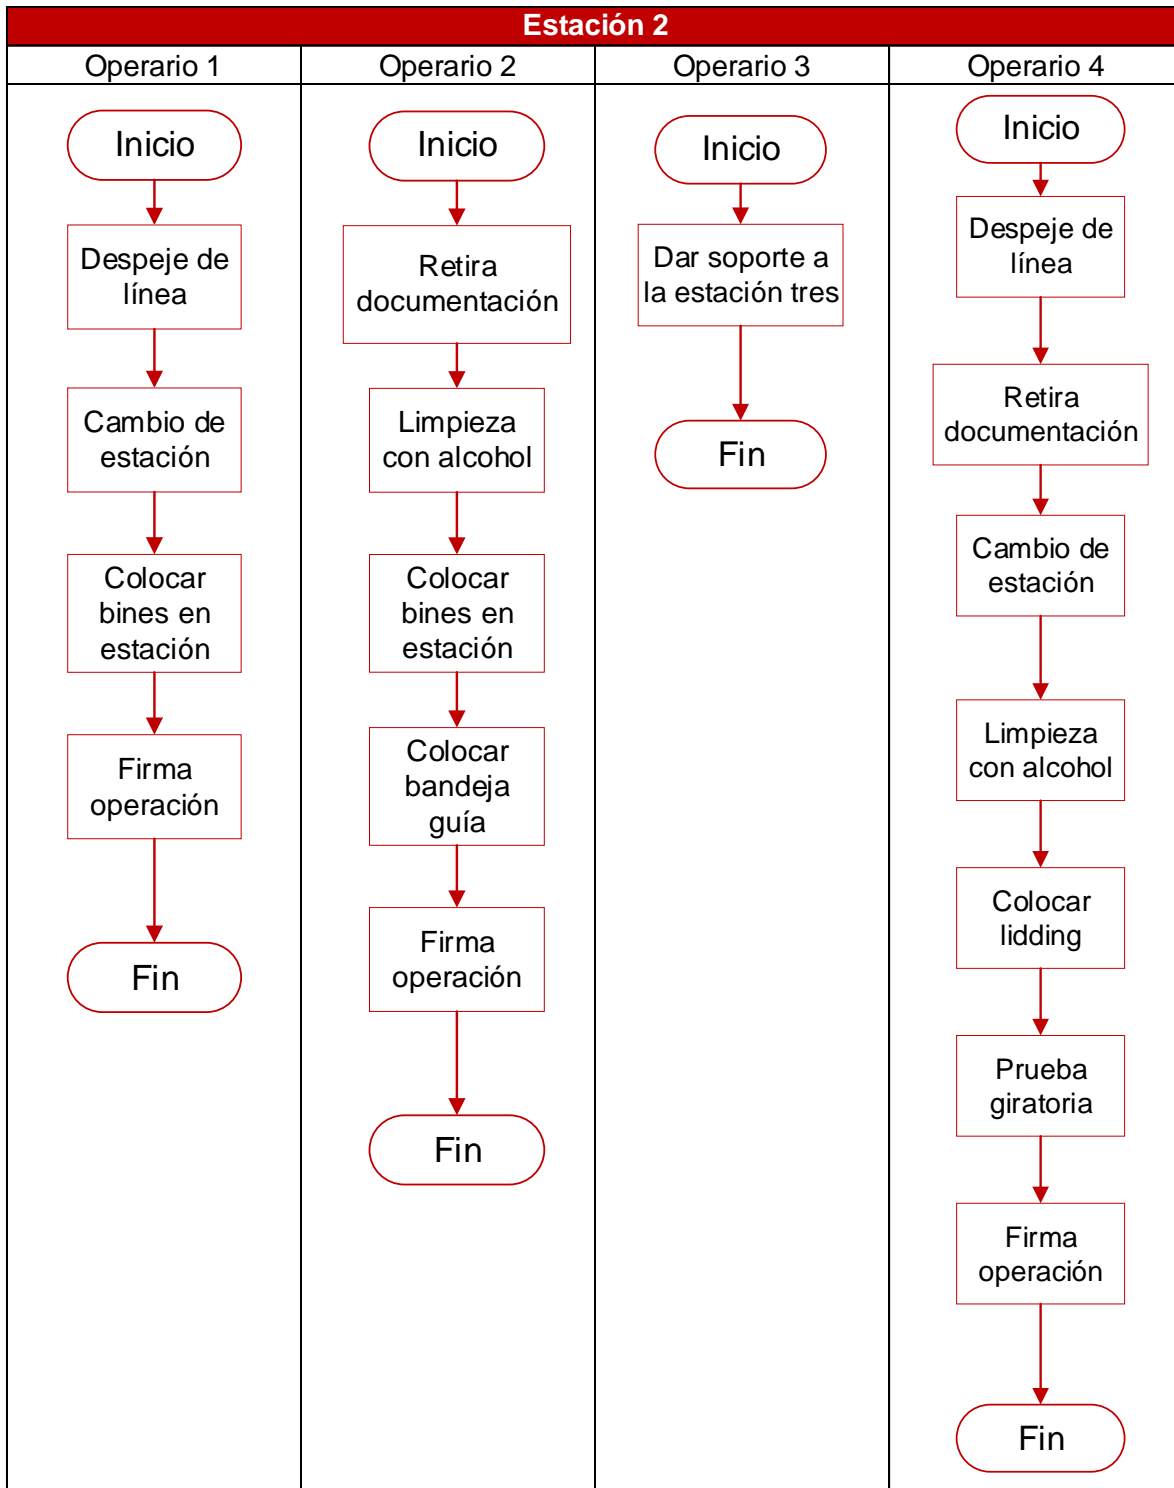 Estación 2
Operario 1
Operario 2
Operario 3
Operario 4
Inicio
Despeje de
línea
Cambio de
estación
Colocar
bines en
estación
Firma
operación
Fin
Inicio
Retira
documentación
Limpieza
con alcohol
Colocar
bines en
estación
Colocar
bandeja
guía
Firma
operación
Fin
Inicio
Dar soporte a
la estación tres
Fin
Inicio
Despeje de
línea
Retira
documentación
Cambio de
estación
Limpieza
con alcohol
Colocar
lidding
Prueba
giratoria
Firma
operación
Fin